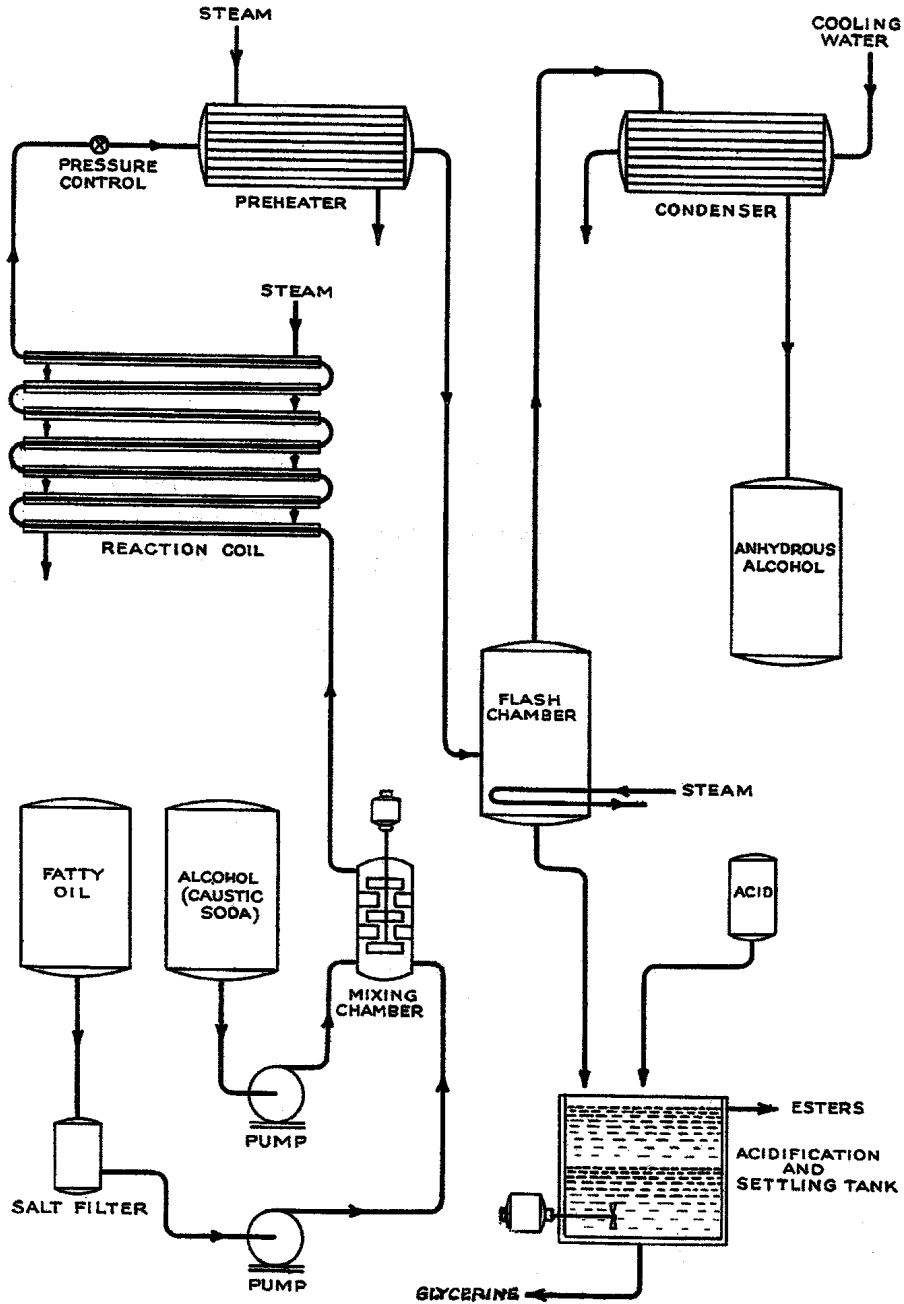 STEAM
COOLING
WATER
PRESSURE
CONTROL
PREHEATER
CONDENSER
STEAM
REACTION COIL
ANHYDROUS
ALCOHOL
FLASH
CHAMBER
STEAM
FATTY
OIL
ALCOHOL
(CAUSTIC
SODA)
ACID
MIXING
CHAMBER
PUMP
SALT FILTER
PUMP
ESTERS
ACIDIFICATION
AND
SETTLING TANK
GLYCERINE